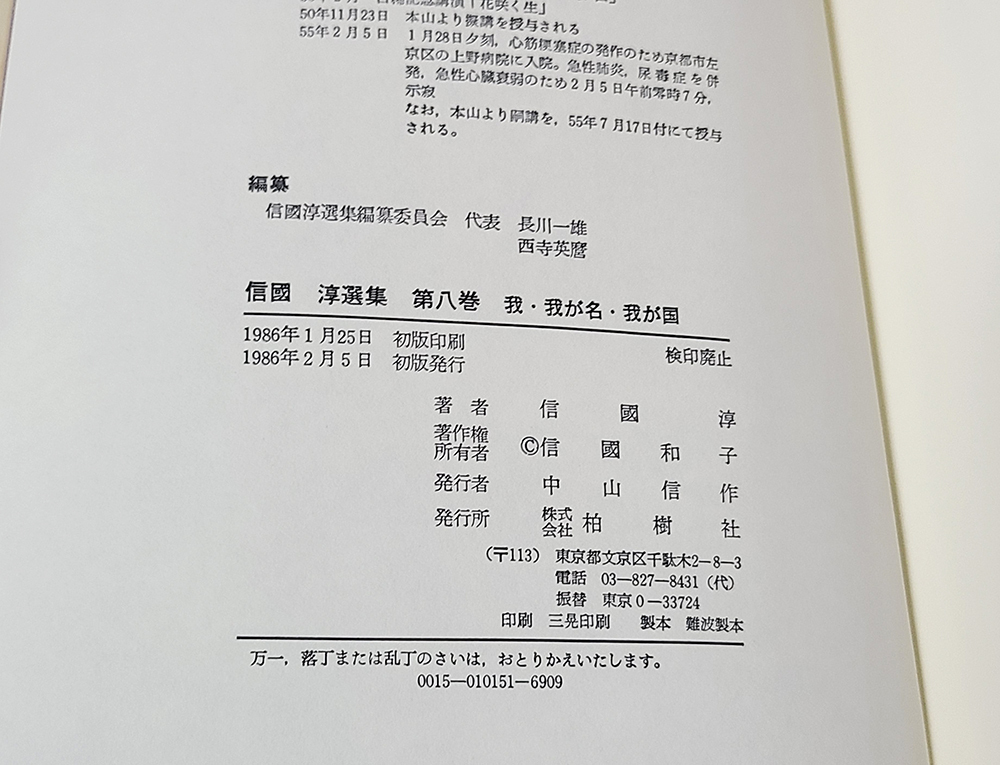 記念講演「花咲く生」
50年11月23日 本山より擬講を授与される
55年2月5日 1月28日夕刻，心筋梗塞症の発作のため京都市左
京区の上野病院に入院。急性肺炎，尿毒症を併
発，急性心臓衰弱のため2月5日午前零時7分，
示寂
なお，本山より嗣講を，55年7月17日付にて授与
される。
編纂
信國淳選集編纂委員会 代表 長川一雄
西寺英麿
信國 淳選集 第八巻 我・我が名・我が国
1986年1月25日 初版印刷
1986年2月5日 初版発行
検印廃止
著者 信國淳
著作権所有者 ©信國和子
発行者 中山信作
発行所 株式会社 柏樹社
（〒113） 東京都文京区千駄木2−8−3
電話 03—827—8431（代）
振替 東京0—33724
印刷 三晃印刷 製本 難波製本
万一，落丁または乱丁のさいは，おとりかえいたします。
0015—010151—6909